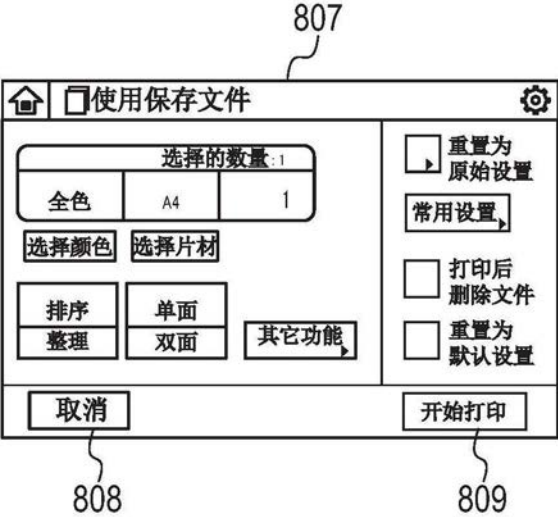 807
使用保存文件
选择的数量:1
全色 A4 1
选择颜色 选择片材
排序 单面
整理 双面
其它功能
重置为
原始设置
常用设置
打印后
删除文件
重置为
默认设置
取消 开始打印
808 809